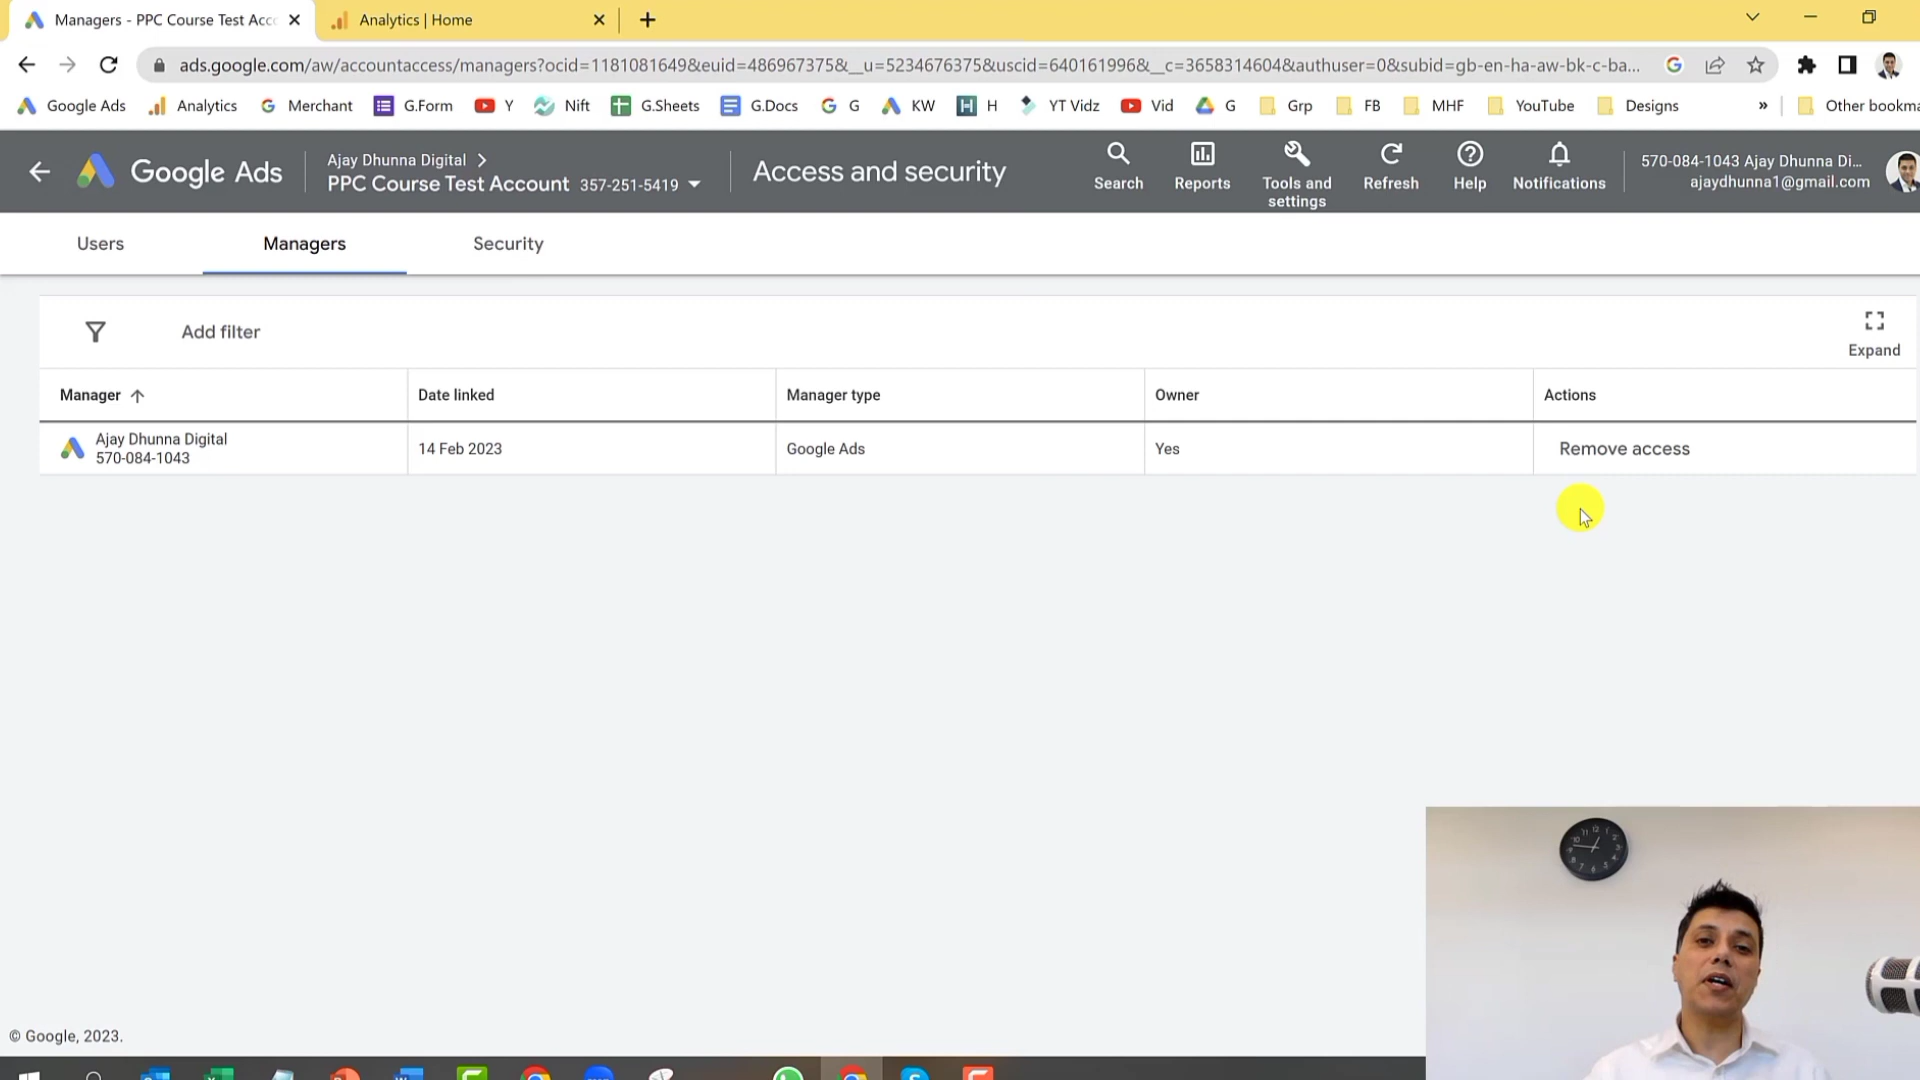 Managers - PPC Course Test Acc
Analytics | Home
ads.google.com/aw/accountaccess/managers?ocid=1181081649&euid=486967375&__u=5234676375&uscid=640161996&__c=3658314604&authuser=0&subid=gb-en-ha-aw-bk-c-ba...
Google Ads
Analytics
Merchant
G.Form
Y
Nift
G.Sheets
G.Docs
G
KW
H
YT Vidz
Vid
G
Grp
FB
MHF
YouTube
Designs
»
Other bookma
Google Ads
Ajay Dhunna Digital
PPC Course Test Account 357-251-5419
Access and security
Search
Reports
Tools and
settings
Refresh
Help
Notifications
570-084-1043 Ajay Dhunna Di...
ajaydhunna1@gmail.com
Users
Managers
Security
Add filter
Expand
Manager
Date linked
Manager type
Owner
Actions
Ajay Dhunna Digital
570-084-1043
14 Feb 2023
Google Ads
Yes
Remove access
© Google, 2023.